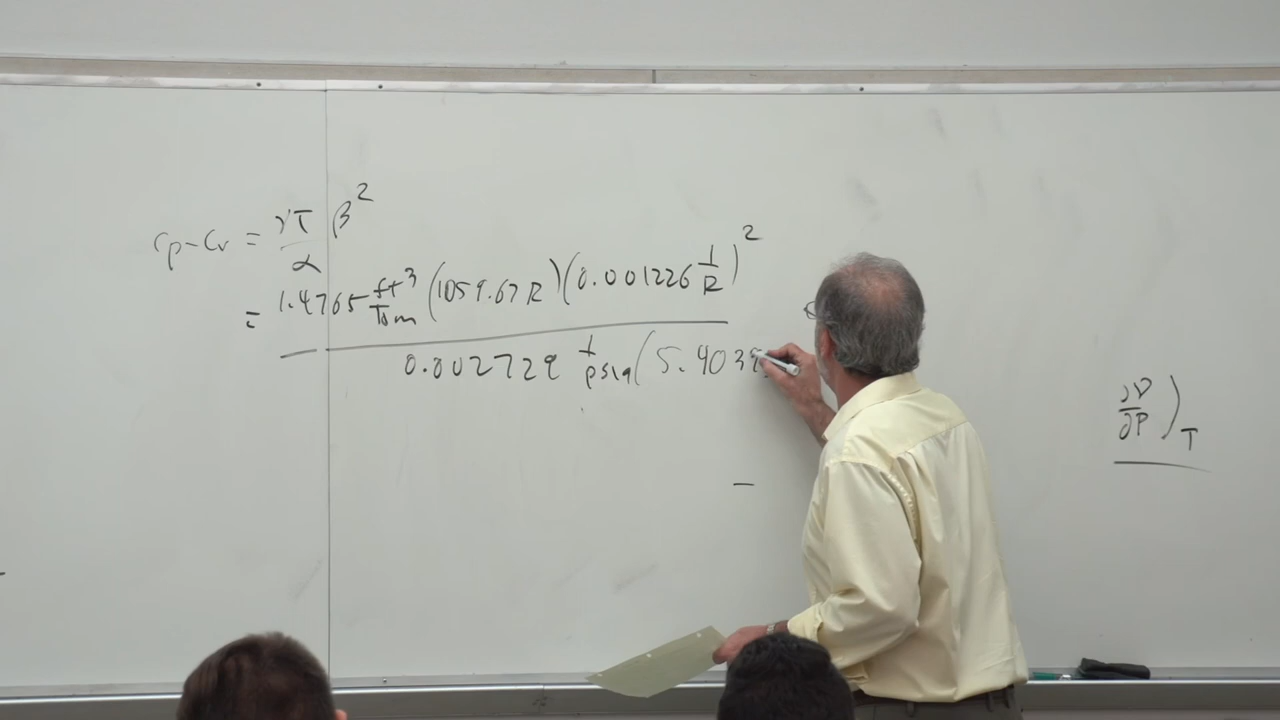 cp-cv = vT/α β²
= 1.4765 ft³/lbm (1059.67 R)(0.001226 1/R)²
0.002729 1/psia (5.4039
∂v/∂P)T